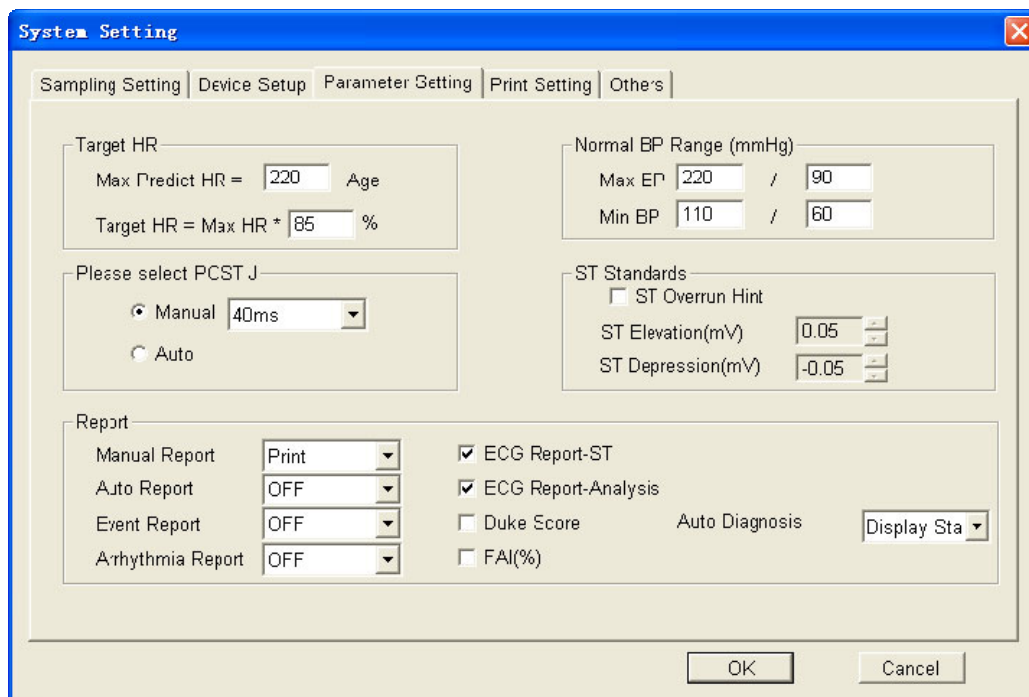 System Setting
Sampling Setting Device Setup Parameter Setting Print Setting Others
Target HR
Max Predict HR = 220 Age
Target HR = Max HR * 85 %
Normal BP Range (mmHg)
Max BP 220 / 90
Min BP 110 / 60
Please select POST J
Manual 40ms
Auto
ST Standards
ST Overrun Hint
ST Elevation(mV) 0.05
ST Depression(mV) -0.05
Report
Manual Report Print
Auto Report OFF
Event Report OFF
Arrhythmia Report OFF
ECG Report-ST
ECG Report-Analysis
Duke Score
FAI(%)
Auto Diagnosis Display Sta
OK Cancel